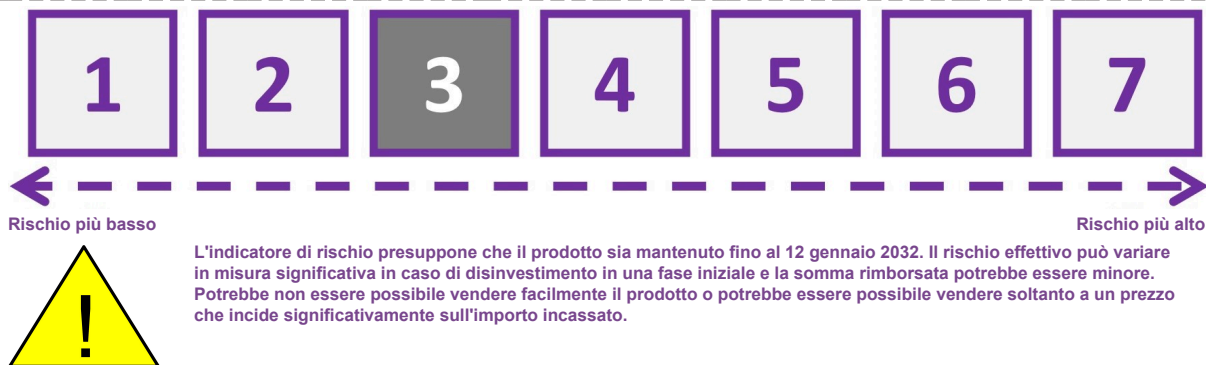 1 2 3 4 5 6 7
Rischio più basso Rischio più alto
L'indicatore di rischio presuppone che il prodotto sia mantenuto fino al 12 gennaio 2032. Il rischio effettivo può variare
in misura significativa in caso di disinvestimento in una fase iniziale e la somma rimborsata potrebbe essere minore.
Potrebbe non essere possibile vendere facilmente il prodotto o potrebbe essere possibile vendere soltanto a un prezzo
che incide significativamente sull'importo incassato.
!